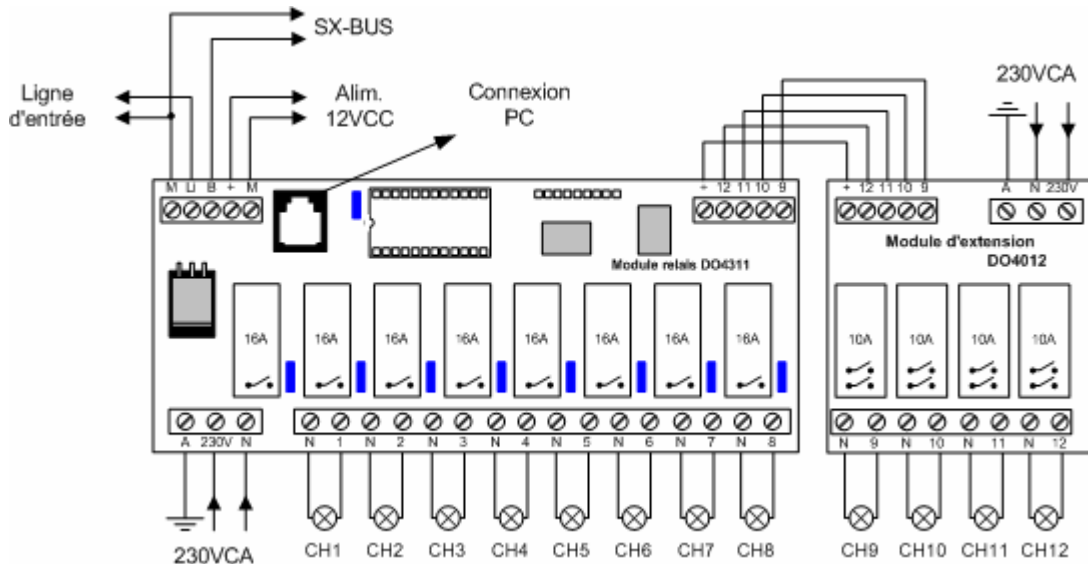 SX-BUS
Ligne
d'entrée
Alim.
12VCC
Connexion
PC
230VCA
M LI B + M
+ 12 11 10 9
+ 12 11 10 9
A N 230V
Module relais DO4311
Module d'extension
DO4012
16A 16A 16A 16A 16A 16A 16A 16A
10A 10A 10A 10A
A 230V N
N 1 N 2 N 3 N 4 N 5 N 6 N 7 N 8
N 9 N 10 N 11 N 12
230VCA
CH1 CH2 CH3 CH4 CH5 CH6 CH7 CH8
CH9 CH10 CH11 CH12